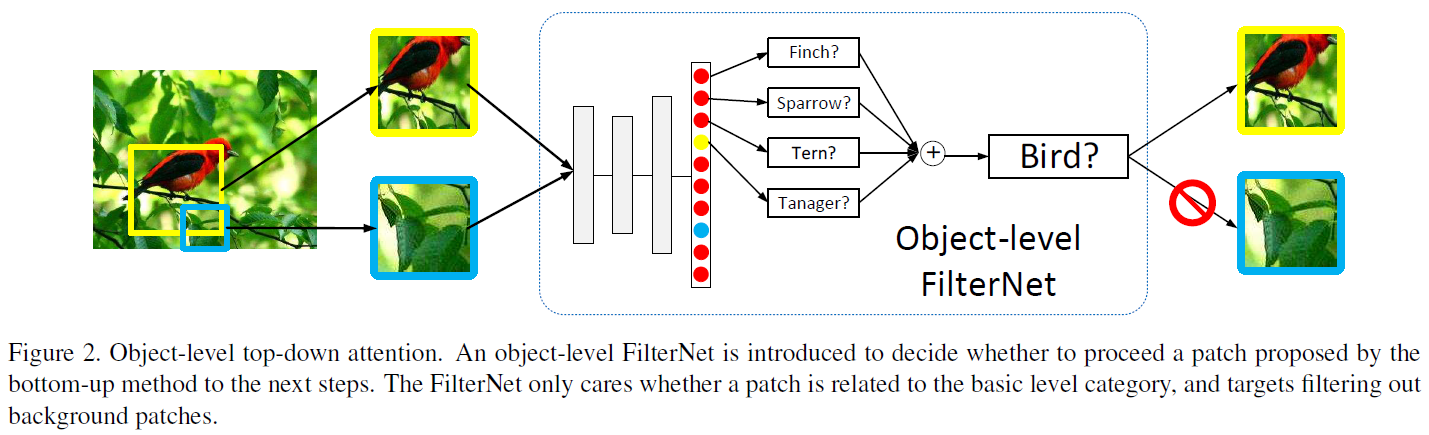 Finch?
Sparrow?
Tern?
Tanager?
+
Bird?
Object-level
FilterNet
Figure 2. Object-level top-down attention. An object-level FilterNet is introduced to decide whether to proceed a patch proposed by the
bottom-up method to the next steps. The FilterNet only cares whether a patch is related to the basic level category, and targets filtering out
background patches.